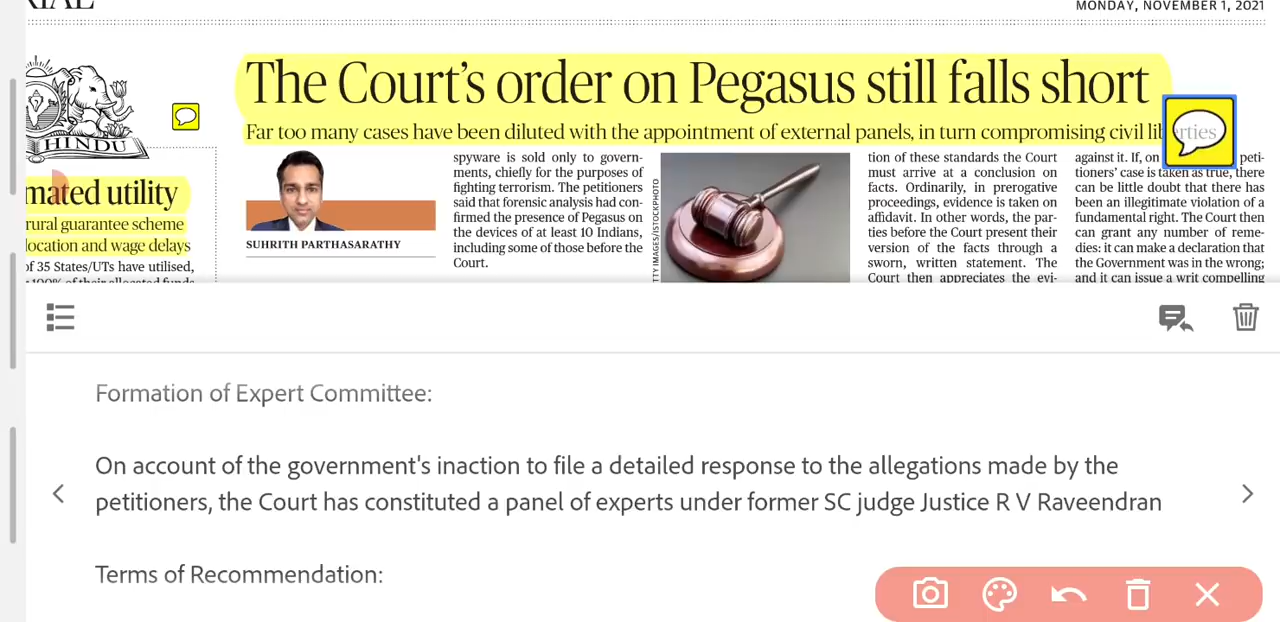 MONDAY, NOVEMBER 1, 2021
HINDU
The Court's order on Pegasus still falls short
Far too many cases have been diluted with the appointment of external panels, in turn compromising civil liberties
mated utility
rural guarantee scheme
location and wage delays
of 35 States/UTs have utilised,
SUHRITH PARTHASARATHY
spyware is sold only to govern-
ments, chiefly for the purposes of
fighting terrorism. The petitioners
said that forensic analysis had con-
firmed the presence of Pegasus on
the devices of at least 10 Indians,
including some of those before the
Court.
TTY IMAGES/ISTOCKPHOTO
tion of these standards the Court
must arrive at a conclusion on
facts. Ordinarily, in prerogative
proceedings, evidence is taken on
affidavit. In other words, the par-
ties before the Court present their
version of the facts through a
sworn, written statement. The
Court then appreciates the evi-
against it. If, on peti-
tioners' case is taken as true, there
can be little doubt that there has
been an illegitimate violation of a
fundamental right. The Court then
can grant any number of reme-
dies: it can make a declaration that
the Government was in the wrong;
and it can issue a writ compelling
Formation of Expert Committee:
On account of the government's inaction to file a detailed response to the allegations made by the
petitioners, the Court has constituted a panel of experts under former SC judge Justice R V Raveendran
Terms of Recommendation: